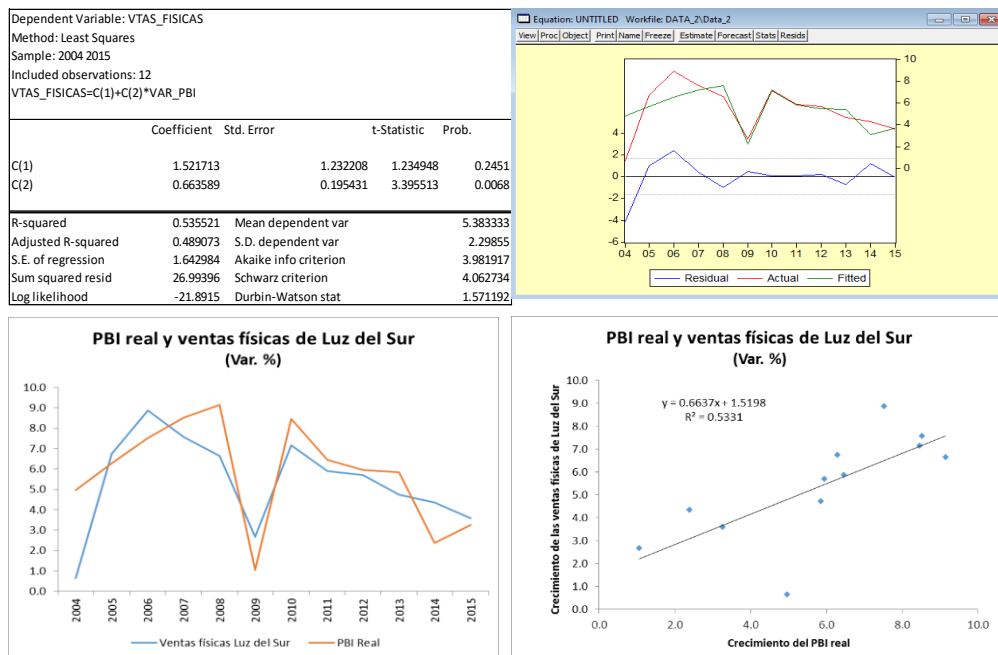 Dependent Variable: VTAS_FISICAS
Method: Least Squares
Sample: 2004 2015
Included observations: 12
VTAS_FISICAS=C(1)+C(2)*VAR_PBI
Coefficient Std. Error t-Statistic Prob.
C(1) 1.521713 1.232208 1.234948 0.2451
C(2) 0.663589 0.195431 3.395513 0.0068
R-squared 0.535521 Mean dependent var 5.383333
Adjusted R-squared 0.489073 S.D. dependent var 2.29855
S.E. of regression 1.642984 Akaike info criterion 3.981917
Sum squared resid 26.99396 Schwarz criterion 4.062734
Log likelihood -21.8915 Durbin-Watson stat 1.571192
Equation: UNTITLED Workfile: DATA_2\Data_2
View Proc Object Print Name Freeze Estimate Forecast Stats Resids
10
8
6
4
2
0
4
2
0
-2
-4
-6
04 05 06 07 08 09 10 11 12 13 14 15
Residual Actual Fitted
PBI real y ventas físicas de Luz del Sur
(Var. %)
10.0
9.0
8.0
7.0
6.0
5.0
4.0
3.0
2.0
1.0
0.0
2004 2005 2006 2007 2008 2009 2010 2011 2012 2013 2014 2015
Ventas físicas Luz del Sur PBI Real
PBI real y ventas físicas de Luz del Sur
(Var. %)
Crecimiento de las ventas físicas de Luz del Sur
10.0
9.0
8.0
7.0
6.0
5.0
4.0
3.0
2.0
1.0
0.0
y = 0.6637x + 1.5198
R² = 0.5331
0.0 2.0 4.0 6.0 8.0 10.0
Crecimiento del PBI real